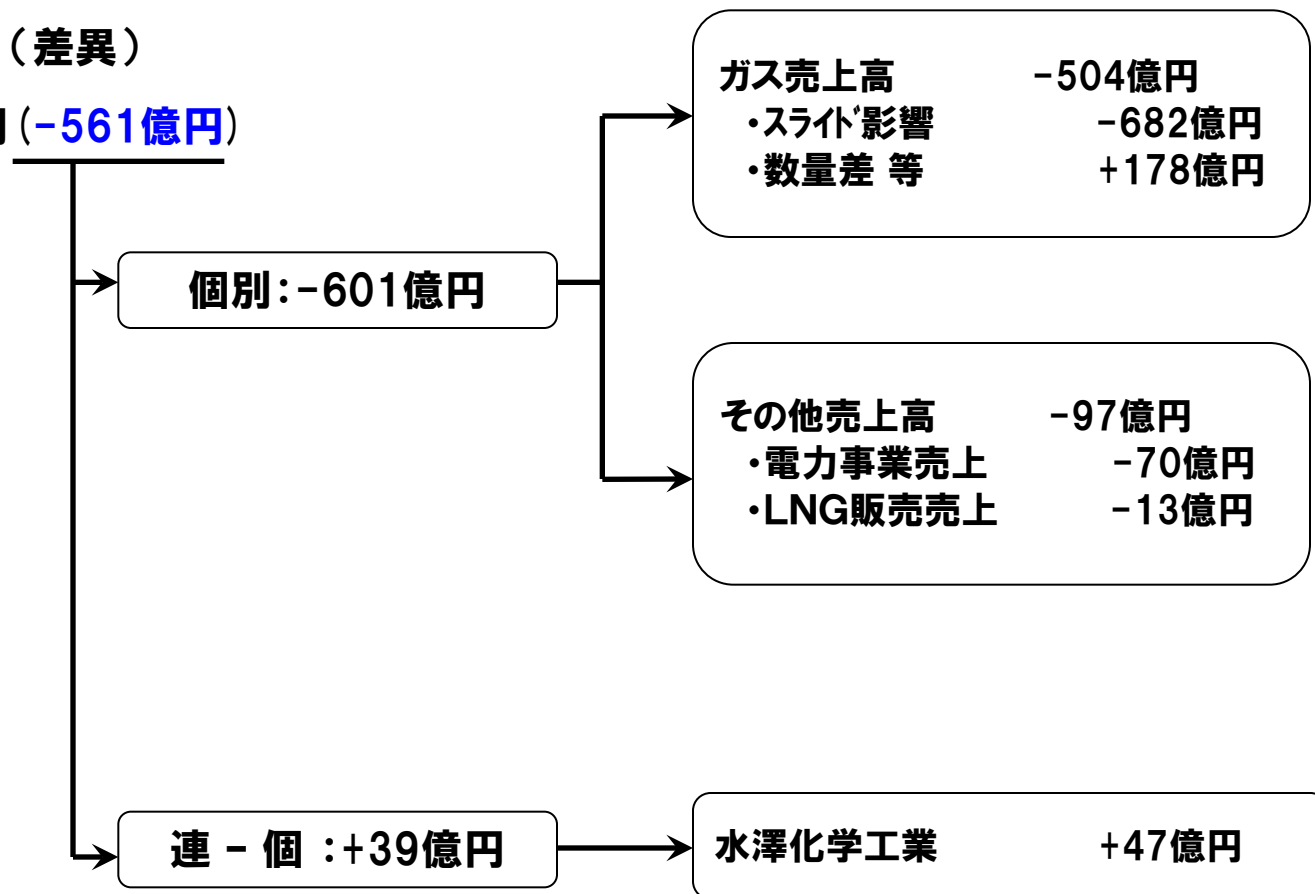 （差異）
円（-561億円）
ガス売上高 -504億円
・スライド影響 -682億円
・数量差 等 +178億円
個別：-601億円
その他売上高 -97億円
・電力事業売上 -70億円
・LNG販売売上 -13億円
連 - 個 ：+39億円
水澤化学工業 +47億円